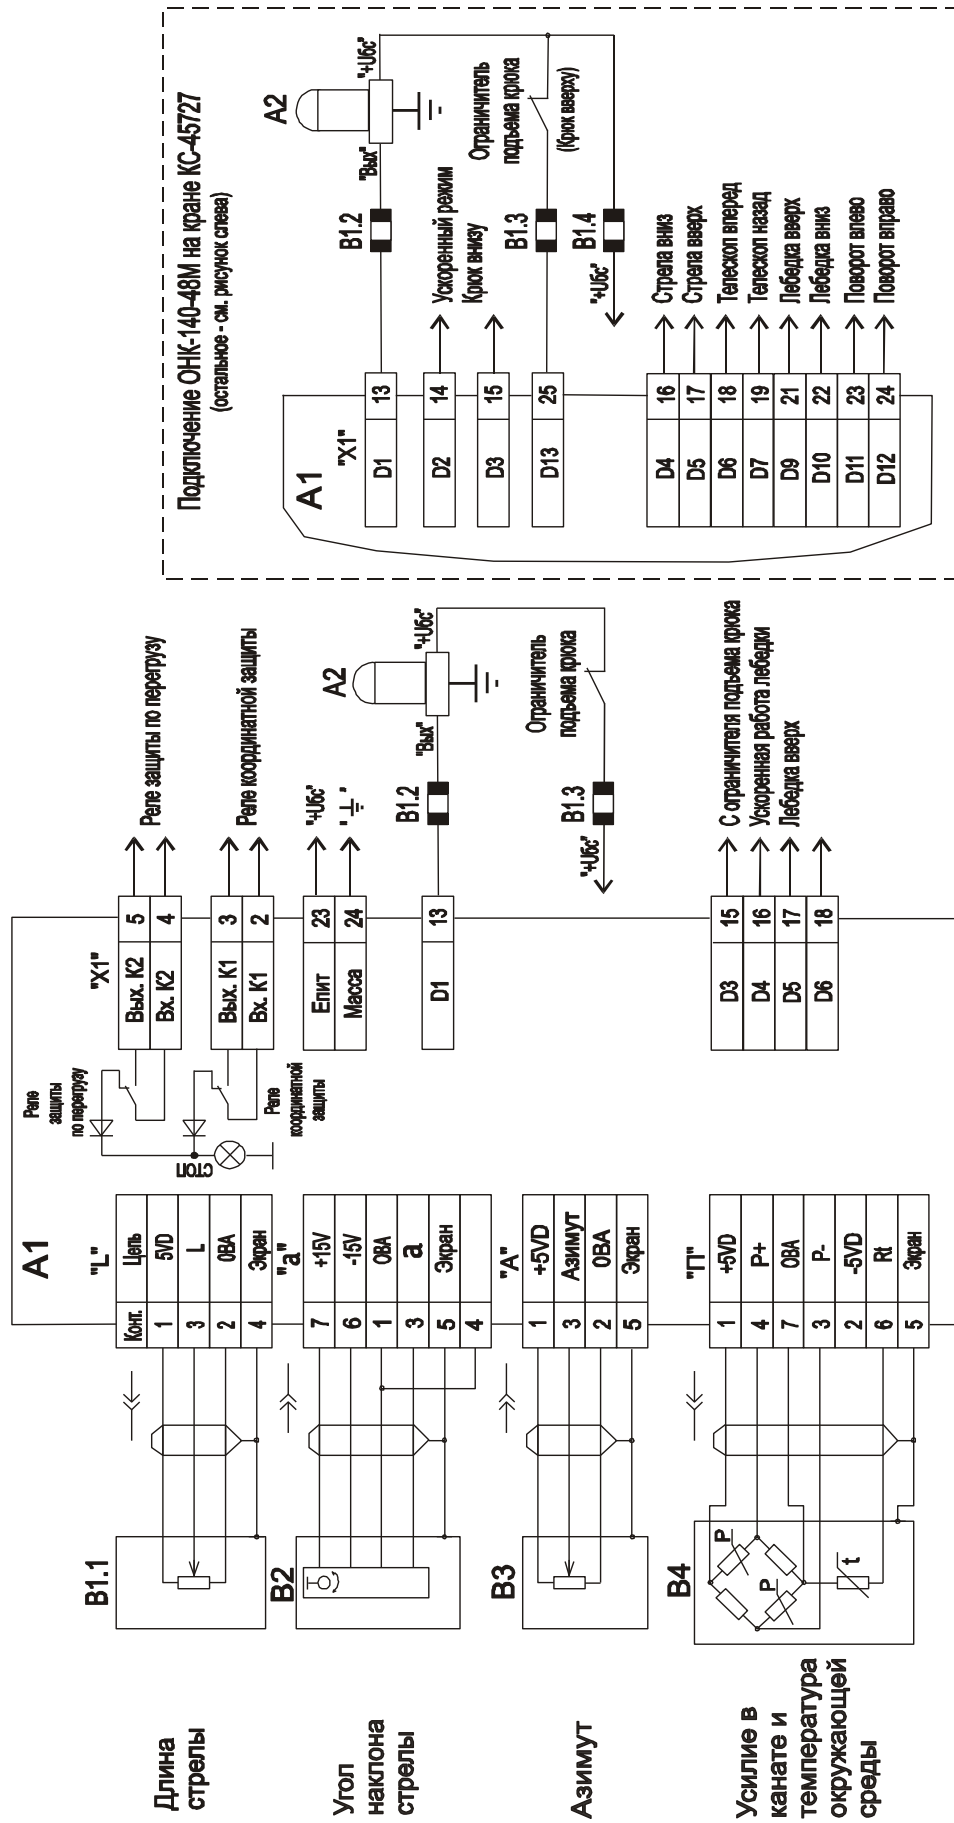 Длина
стрелы
Угол
наклона
стрелы
Азимут
Усилие в
канате и
температура
окружающей
среды
B1.1
B2
B3
B4
P
P
t
A1
"L"
Конт.
Цепь
1
5VD
3
L
2
0BA
4
Экран
"a"
7
+15V
6
-15V
1
0BA
3
a
5
Экран
4
"A"
1
+5VD
3
Азимут
2
0BA
5
Экран
"П"
1
+5VD
4
P+
7
0BA
3
P-
2
-5VD
6
Rt
5
Экран
Реле
защиты
по перегрузу
СТОП
Реле
координатной
защиты
"X1"
Вых. K2
5
Вх. K2
4
Вых. K1
3
Вх. K1
2
Епит
23
Масса
24
D1
13
D3
15
D4
16
D5
17
D6
18
Реле защиты по перегрузу
Реле координатной защиты
"+Uбс"
" "
B1.2
"Вых"
A2
"+Uбс"
"+Uбс"
B1.3
Ограничитель
подъема крюка
С ограничителя подъема крюка
Ускоренная работа лебедки
Лебедка вверх
Подключение ОНК-140-48М на кране КС-45727
(остальное - см. рисунок слева)
A1
"X1"
D1
13
D2
14
D3
15
D13
25
D4
16
D5
17
D6
18
D7
19
D9
21
D10
22
D11
23
D12
24
B1.2
"Вых"
A2
"+Uбс"
Ускоренный режим
Крюк внизу
B1.3
Ограничитель
подъема крюка
(Крюк вверху)
B1.4
"+Uбс"
Стрела вниз
Стрела вверх
Телескоп вперед
Телескоп назад
Лебедка вверх
Лебедка вниз
Поворот влево
Поворот вправо